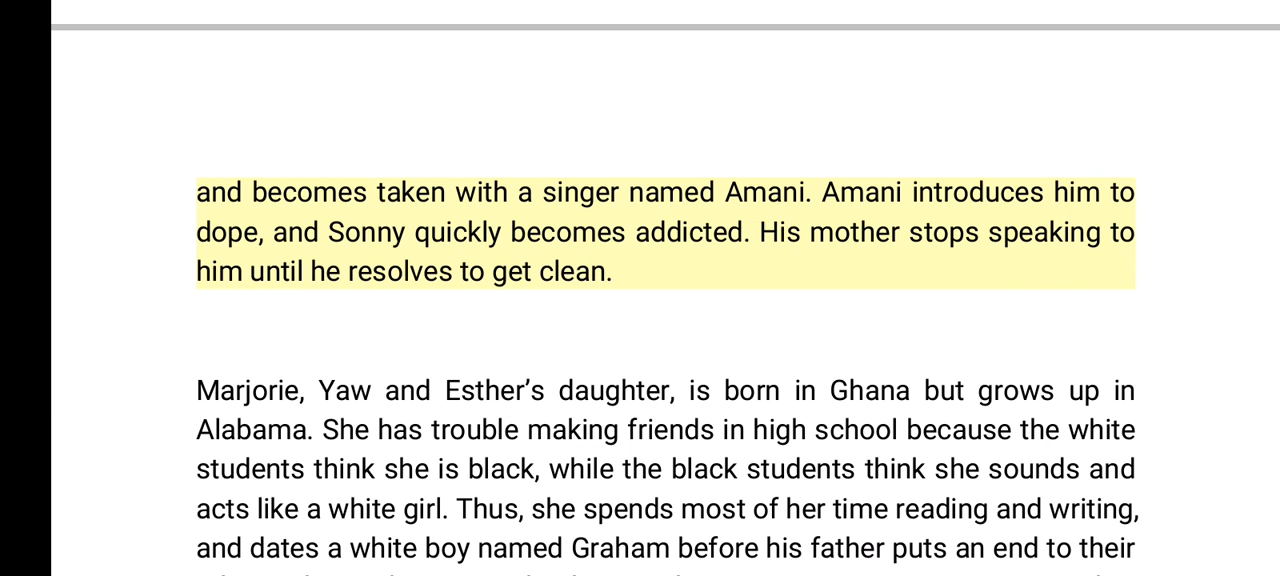 and becomes taken with a singer named Amani. Amani introduces him to
dope, and Sonny quickly becomes addicted. His mother stops speaking to
him until he resolves to get clean.
Marjorie, Yaw and Esther’s daughter, is born in Ghana but grows up in
Alabama. She has trouble making friends in high school because the white
students think she is black, while the black students think she sounds and
acts like a white girl. Thus, she spends most of her time reading and writing,
and dates a white boy named Graham before his father puts an end to their